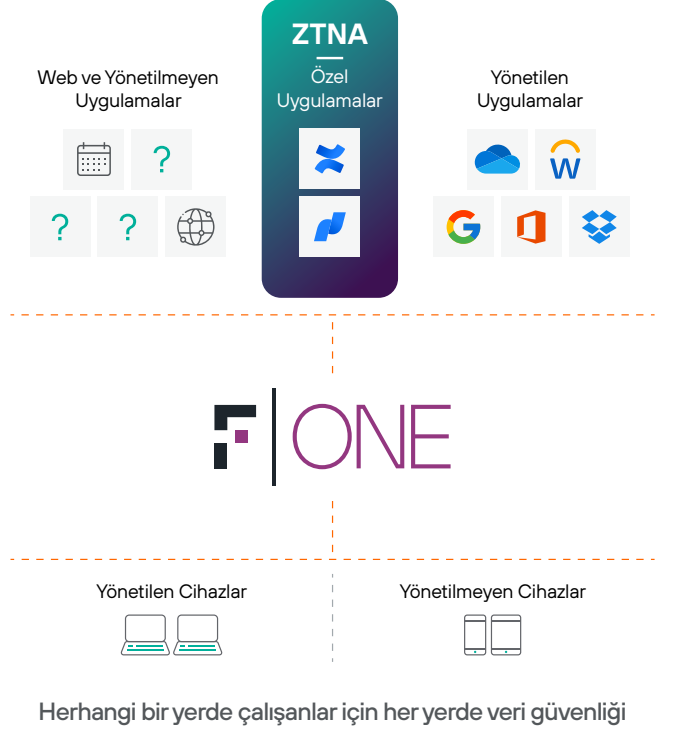 ZTNA
Özel
Uygulamalar
Web ve Yönetilmeyen
Uygulamalar
Yönetilen
Uygulamalar
?
W
? ?
G
F|ONE
Yönetilen Cihazlar
Yönetilmeyen Cihazlar
Herhangi bir yerde çalışanlar için her yerde veri güvenliği